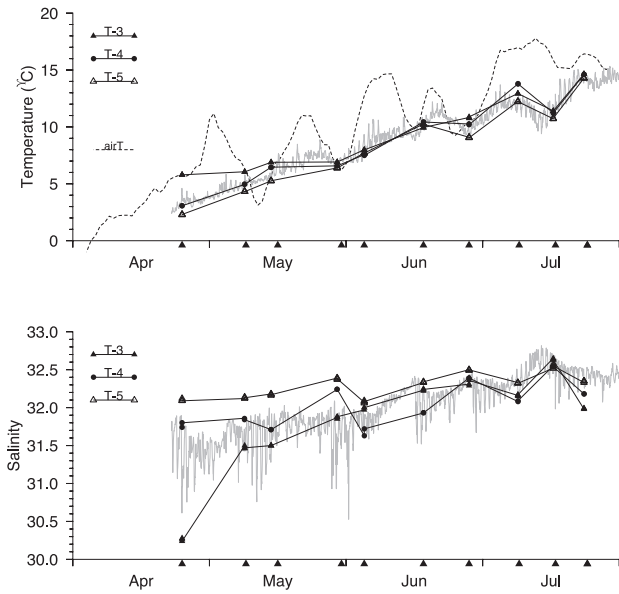 20
T-3
T-4
T-5
15
10
airT
5
0
Temperature (°C)
Apr May Jun Jul
33.0
T-3
32.5
T-4
T-5
32.0
31.5
31.0
30.5
30.0
Salinity
Apr May Jun Jul